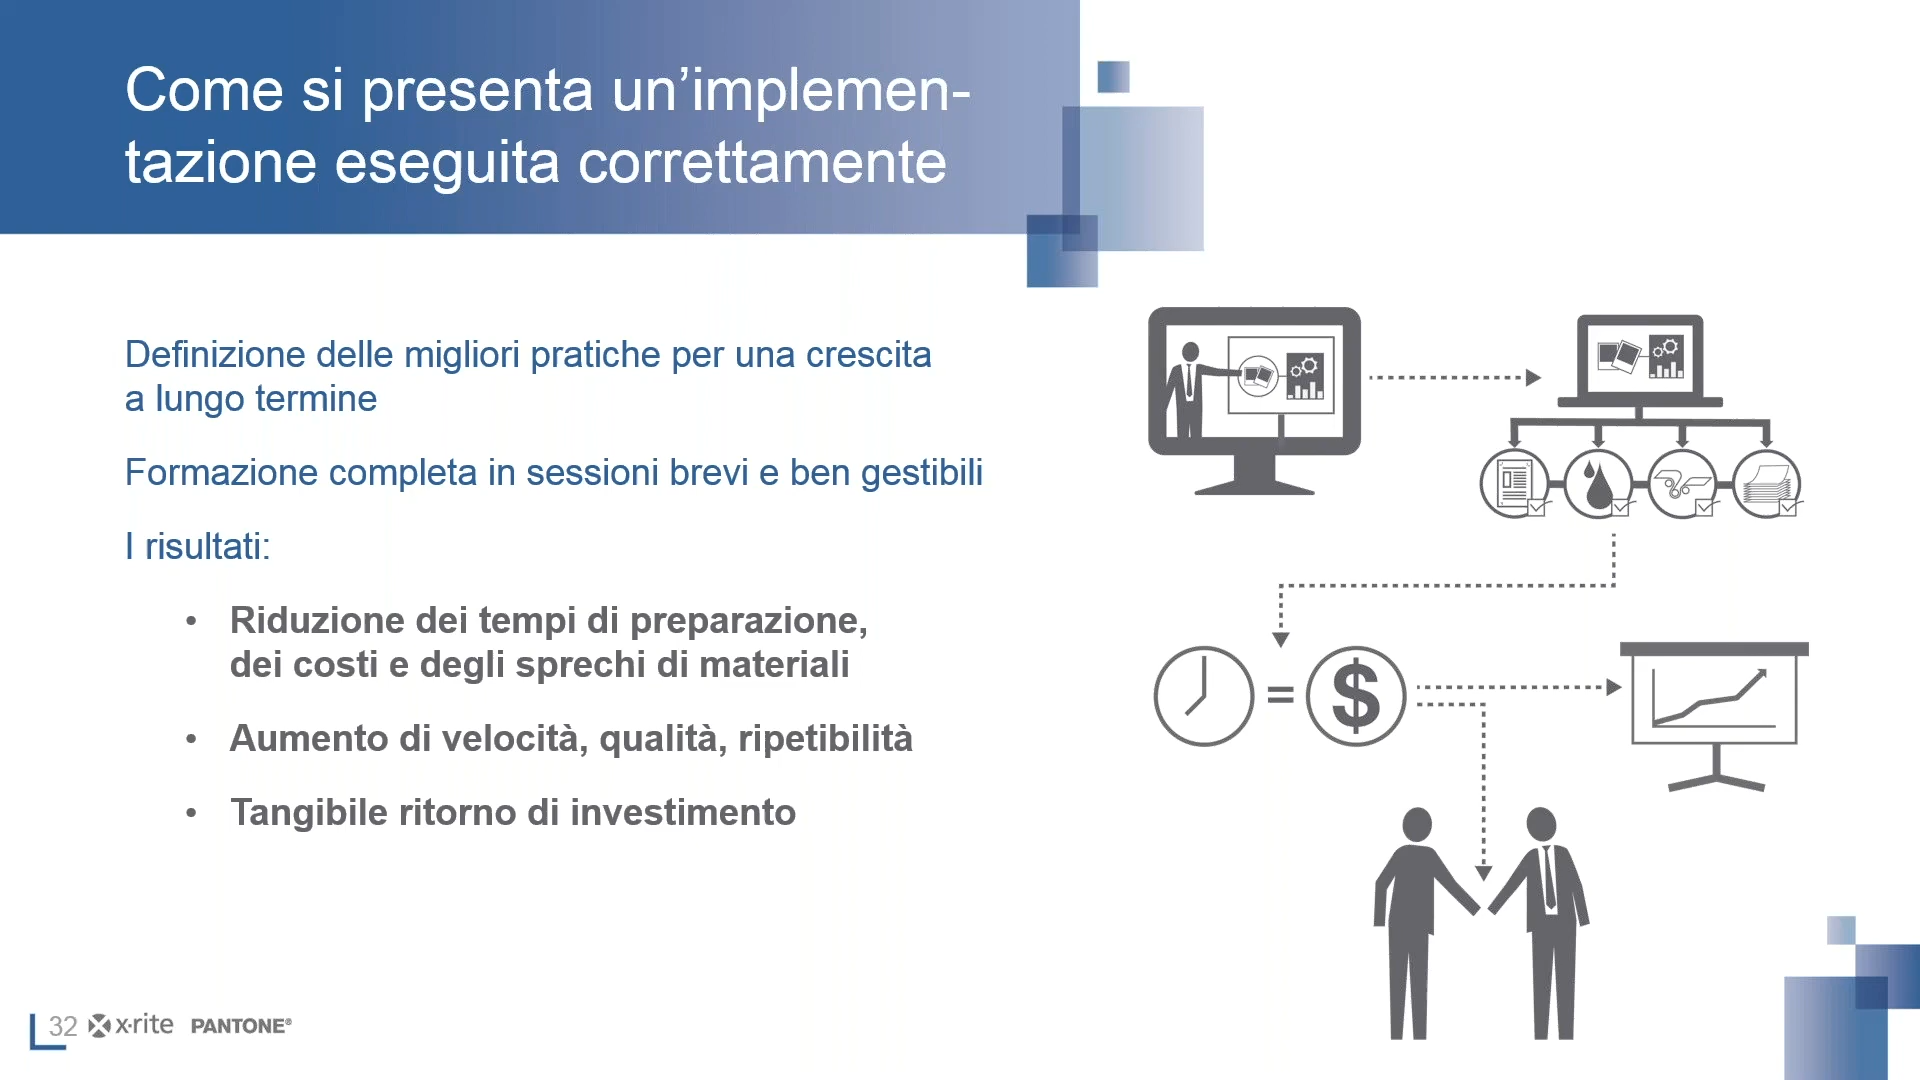 Come si presenta un’implemen-
tazione eseguita correttamente
Definizione delle migliori pratiche per una crescita
a lungo termine
Formazione completa in sessioni brevi e ben gestibili
I risultati:
• Riduzione dei tempi di preparazione,
dei costi e degli sprechi di materiali
• Aumento di velocità, qualità, ripetibilità
• Tangibile ritorno di investimento
= $
32 x·rite PANTONE®